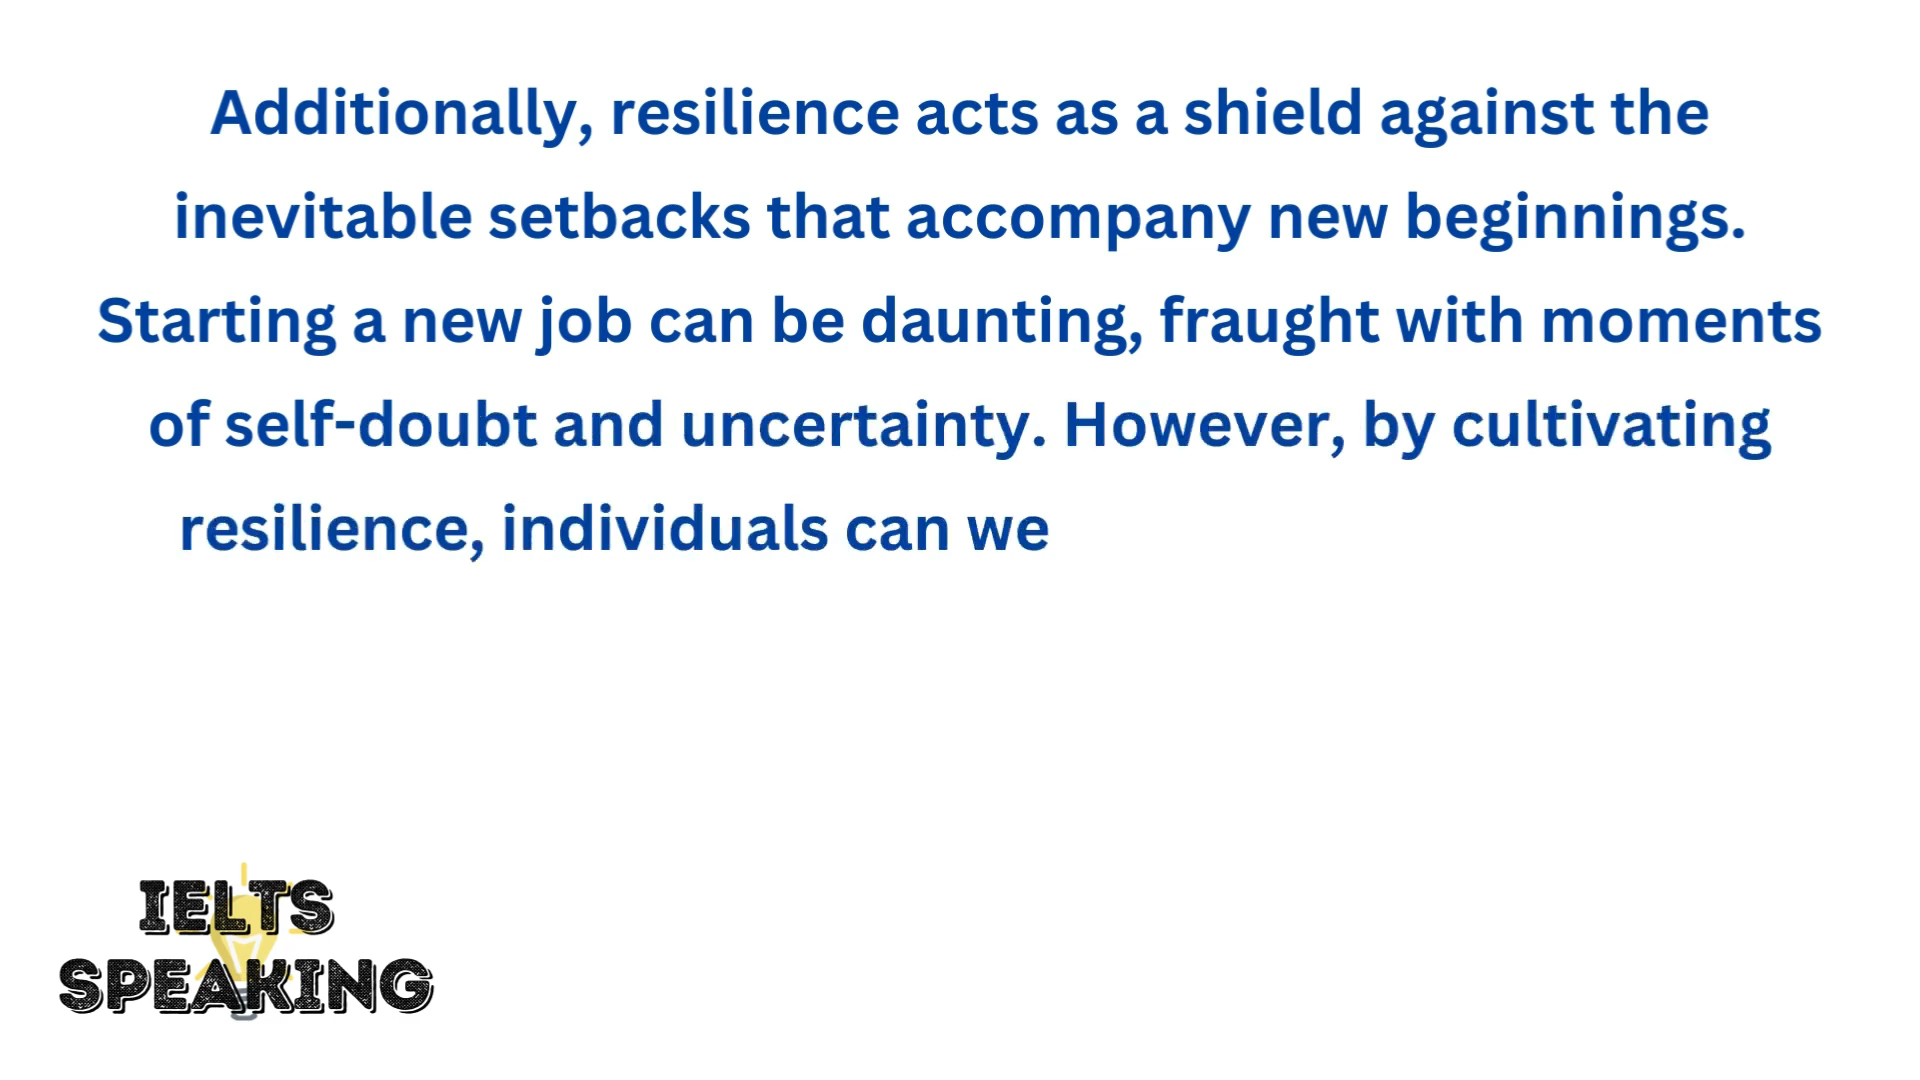 Additionally, resilience acts as a shield against the
inevitable setbacks that accompany new beginnings.
Starting a new job can be daunting, fraught with moments
of self-doubt and uncertainty. However, by cultivating
resilience, individuals can we
IELTS
SPEAKING